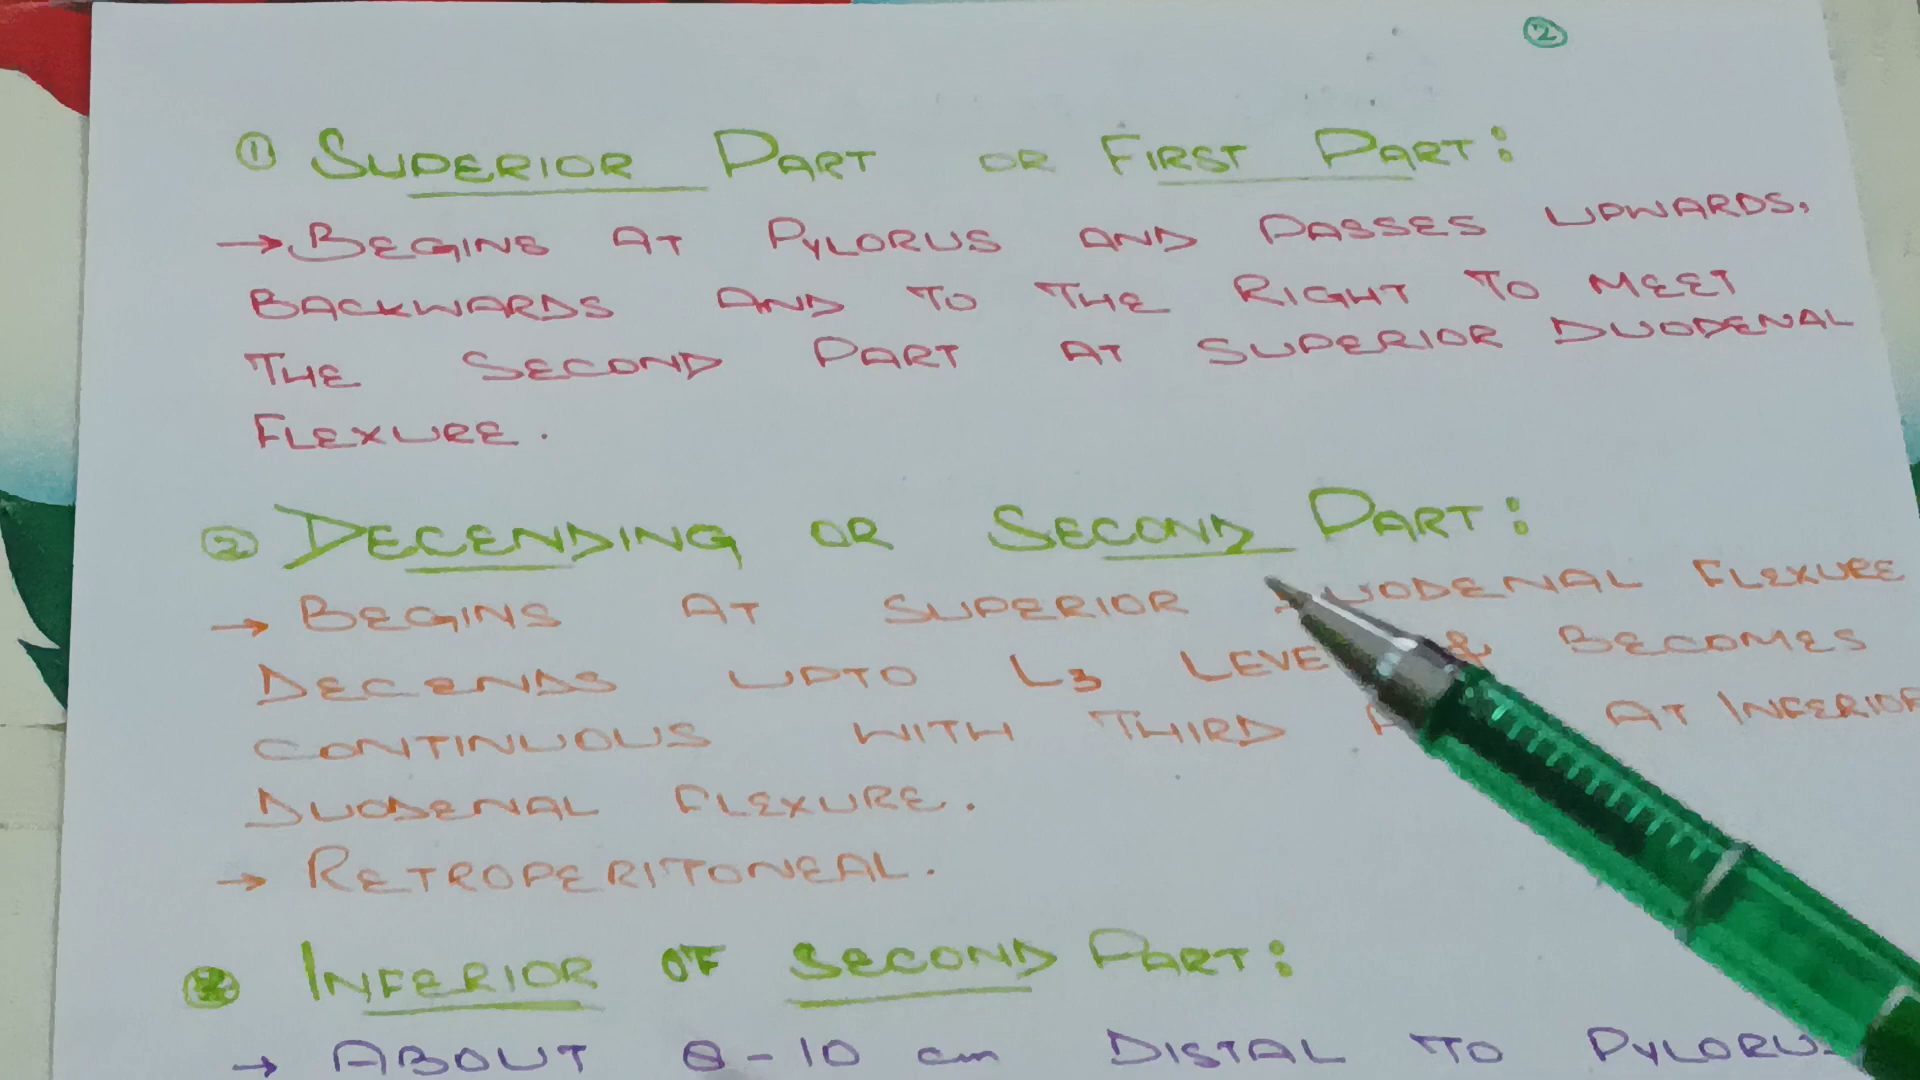 2
① SUPERIOR PART OR FIRST PART:
→ BEGINS AT PYLORUS AND PASSES UPWARDS,
BACKWARDS AND TO THE RIGHT TO MEET
THE SECOND PART AT SUPERIOR DUODENAL
FLEXURE.
② DECENDING OR SECOND PART:
→ BEGINS AT SUPERIOR DUODENAL FLEXURE
DECENDS UPTO L3 LEVEL & BECOMES
CONTINUOUS WITH THIRD AT INFERIOR
DUODENAL FLEXURE.
→ RETROPERITONEAL.
INFERIOR OF SECOND PART:
→ ABOUT 8-10 cm DISTAL TO PYLORUS